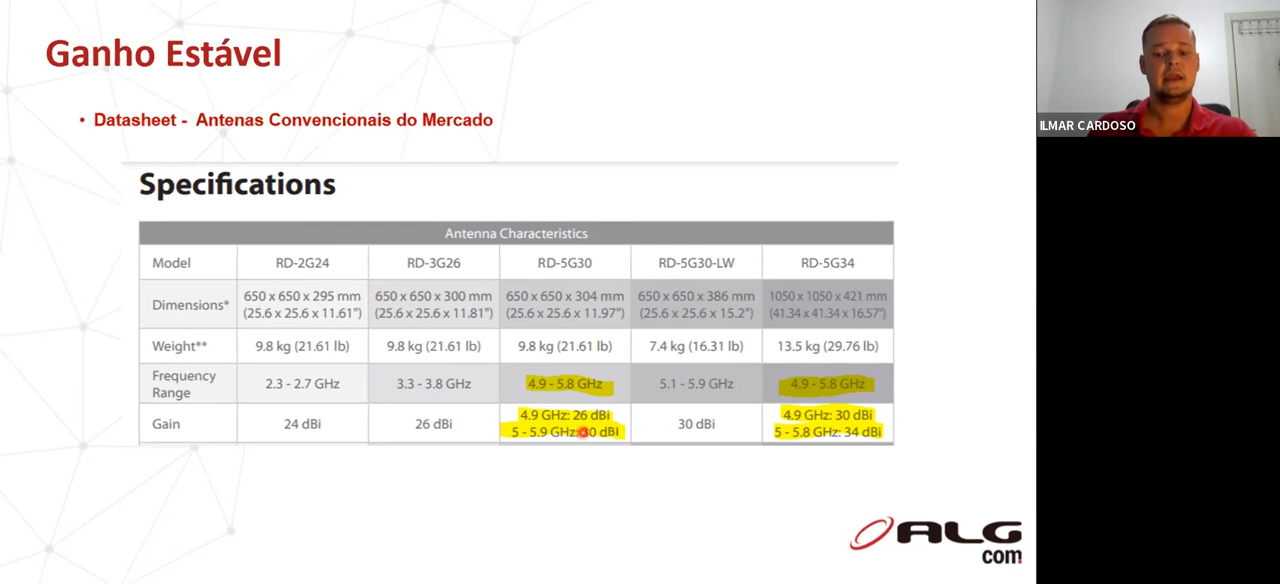 Ganho Estável
• Datasheet - Antenas Convencionais do Mercado
Specifications
Antenna Characteristics
Model RD-2G24 RD-3G26 RD-5G30 RD-5G30-LW RD-5G34
Dimensions* 650 x 650 x 295 mm (25.6 x 25.6 x 11.61") 650 x 650 x 300 mm (25.6 x 25.6 x 11.81") 650 x 650 x 304 mm (25.6 x 25.6 x 11.97") 650 x 650 x 386 mm (25.6 x 25.6 x 15.2") 1050 x 1050 x 421 mm (41.34 x 41.34 x 16.57")
Weight** 9.8 kg (21.61 lb) 9.8 kg (21.61 lb) 9.8 kg (21.61 lb) 7.4 kg (16.31 lb) 13.5 kg (29.76 lb)
Frequency Range 2.3 - 2.7 GHz 3.3 - 3.8 GHz 4.9 - 5.8 GHz 5.1 - 5.9 GHz 4.9 - 5.8 GHz
Gain 24 dBi 26 dBi 4.9 GHz: 26 dBi 5 - 5.9 GHz: 30 dBi 30 dBi 4.9 GHz: 30 dBi 5 - 5.8 GHz: 34 dBi
ALG
com
ILMAR CARDOSO